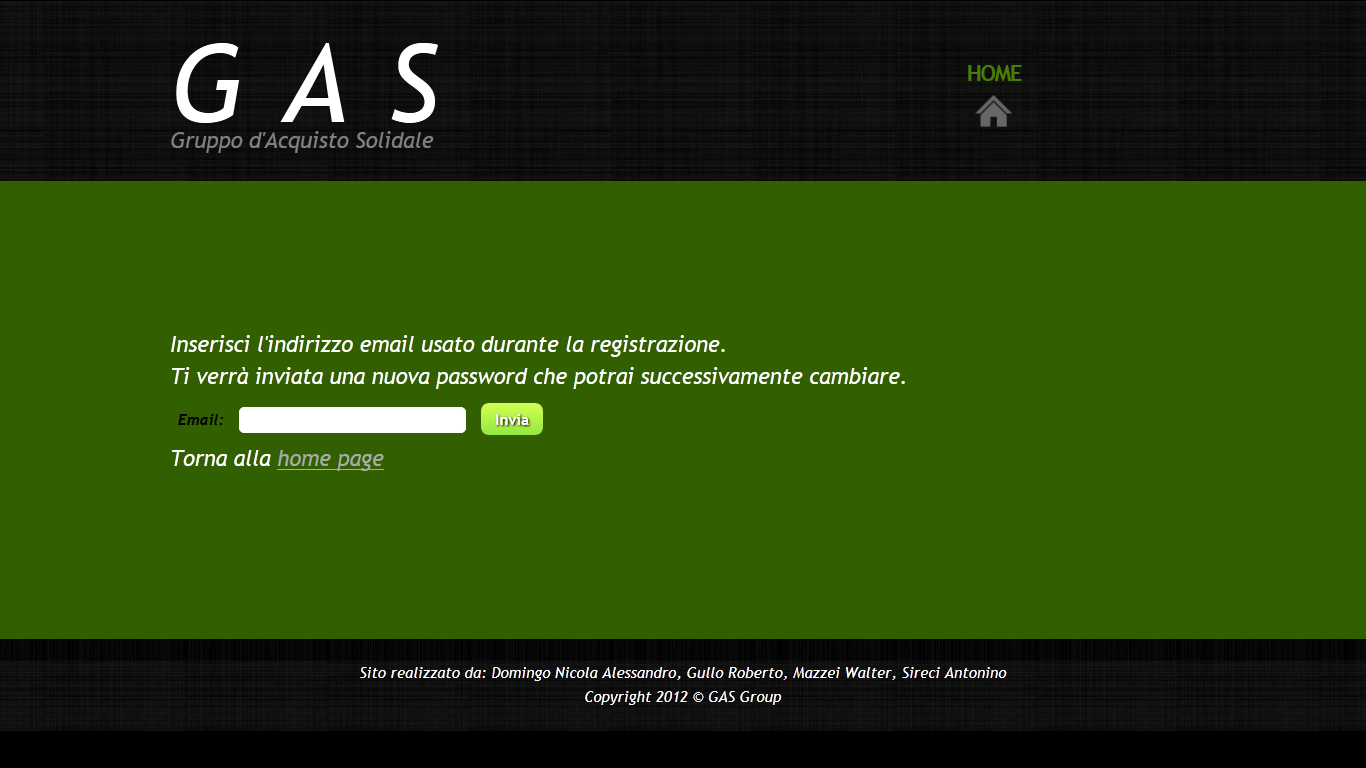 G A S
Gruppo d'Acquisto Solidale
HOME
Inserisci l'indirizzo email usato durante la registrazione.
Ti verrà inviata una nuova password che potrai successivamente cambiare.
Email:
Invia
Torna alla home page
Sito realizzato da: Domingo Nicola Alessandro, Gullo Roberto, Mazzei Walter, Sireci Antonino
Copyright 2012 © GAS Group